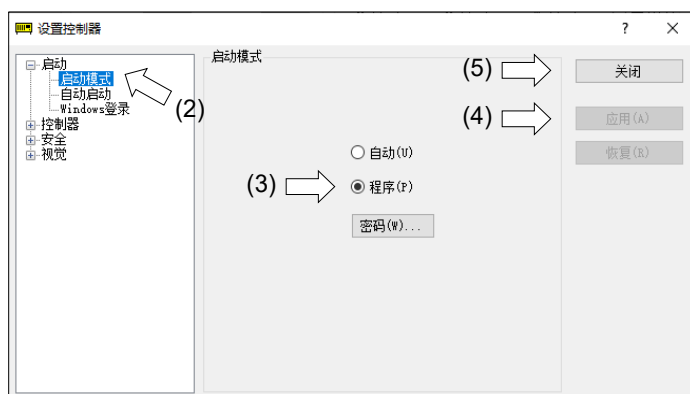 设置控制器 ? ×
启动
启动模式
自动启动
Windows登录
控制器
安全
视觉
(2)
启动模式
自动(U)
(3) 程序(P)
密码(W)...
(5) 关闭
(4) 应用(A)
恢复(R)